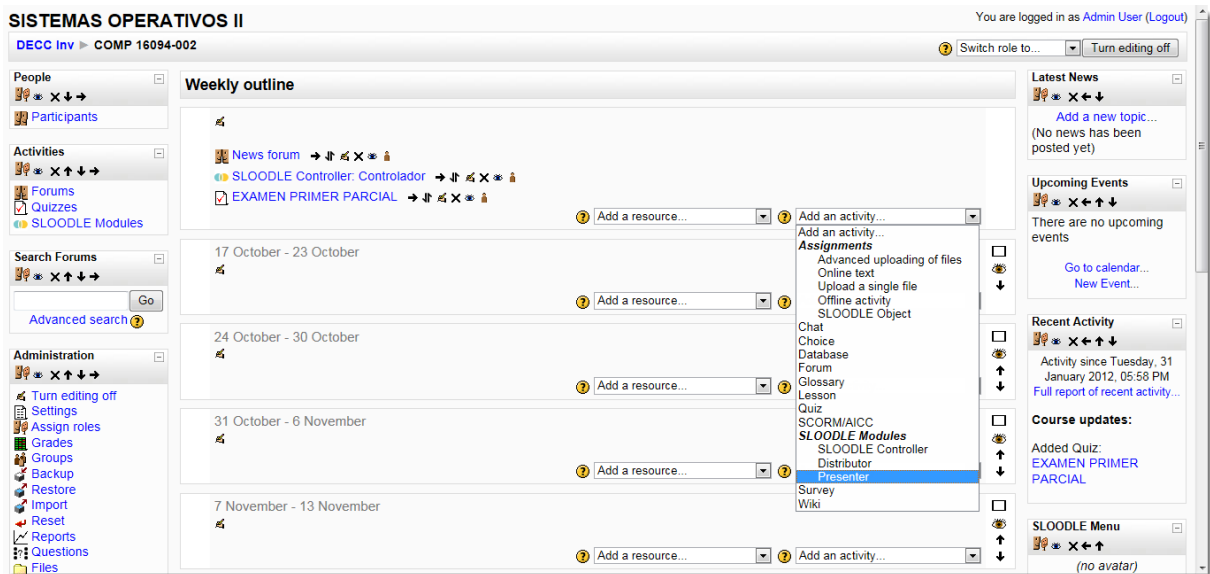 SISTEMAS OPERATIVOS II
You are logged in as Admin User (Logout)
DECC Inv ► COMP 16094-002
Switch role to...
Turn editing off
People
Participants
Activities
Forums
Quizzes
SLOODLE Modules
Search Forums
Go
Advanced search
Administration
Turn editing off
Settings
Assign roles
Grades
Groups
Backup
Restore
Import
Reset
Reports
Questions
Files
Weekly outline
News forum
SLOODLE Controller: Controlador
EXAMEN PRIMER PARCIAL
Add a resource...
Add an activity...
Add an activity...
Assignments
Advanced uploading of files
Online text
Upload a single file
Offline activity
SLOODLE Object
Chat
Choice
Database
Forum
Glossary
Lesson
Quiz
SCORM/AICC
SLOODLE Modules
SLOODLE Controller
Distributor
Presenter
Survey
Wiki
17 October - 23 October
Add a resource...
24 October - 30 October
Add a resource...
31 October - 6 November
Add a resource...
7 November - 13 November
Add a resource...
Add an activity...
Latest News
Add a new topic...
(No news has been
posted yet)
Upcoming Events
There are no upcoming
events
Go to calendar...
New Event...
Recent Activity
Activity since Tuesday, 31
January 2012, 05:58 PM
Full report of recent activity...
Course updates:
Added Quiz:
EXAMEN PRIMER
PARCIAL
SLOODLE Menu
(no avatar)